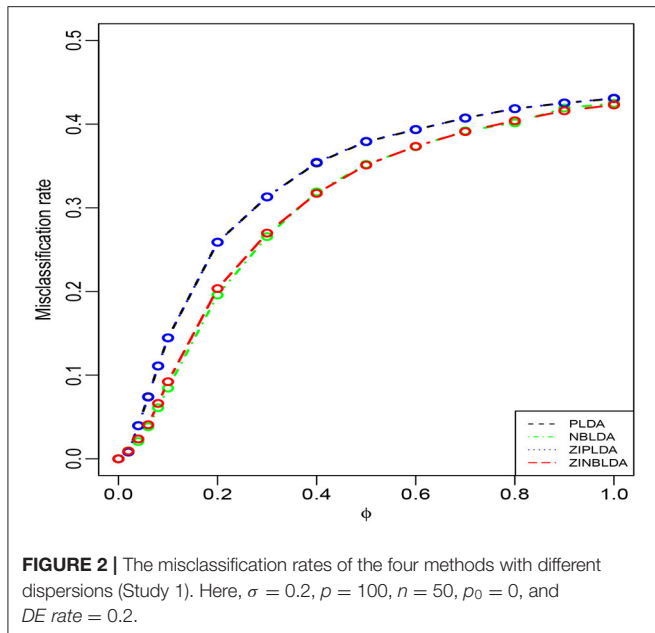 0.5
0.4
0.3
0.2
0.1
0.0
Misclassification rate
0.0 0.2 0.4 0.6 0.8 1.0
ϕ
PLDA
NBLDA
ZIPLDA
ZINBLDA
FIGURE 2 | The misclassification rates of the four methods with different
dispersions (Study 1). Here, σ = 0.2, p = 100, n = 50, p₀ = 0, and
DE rate = 0.2.